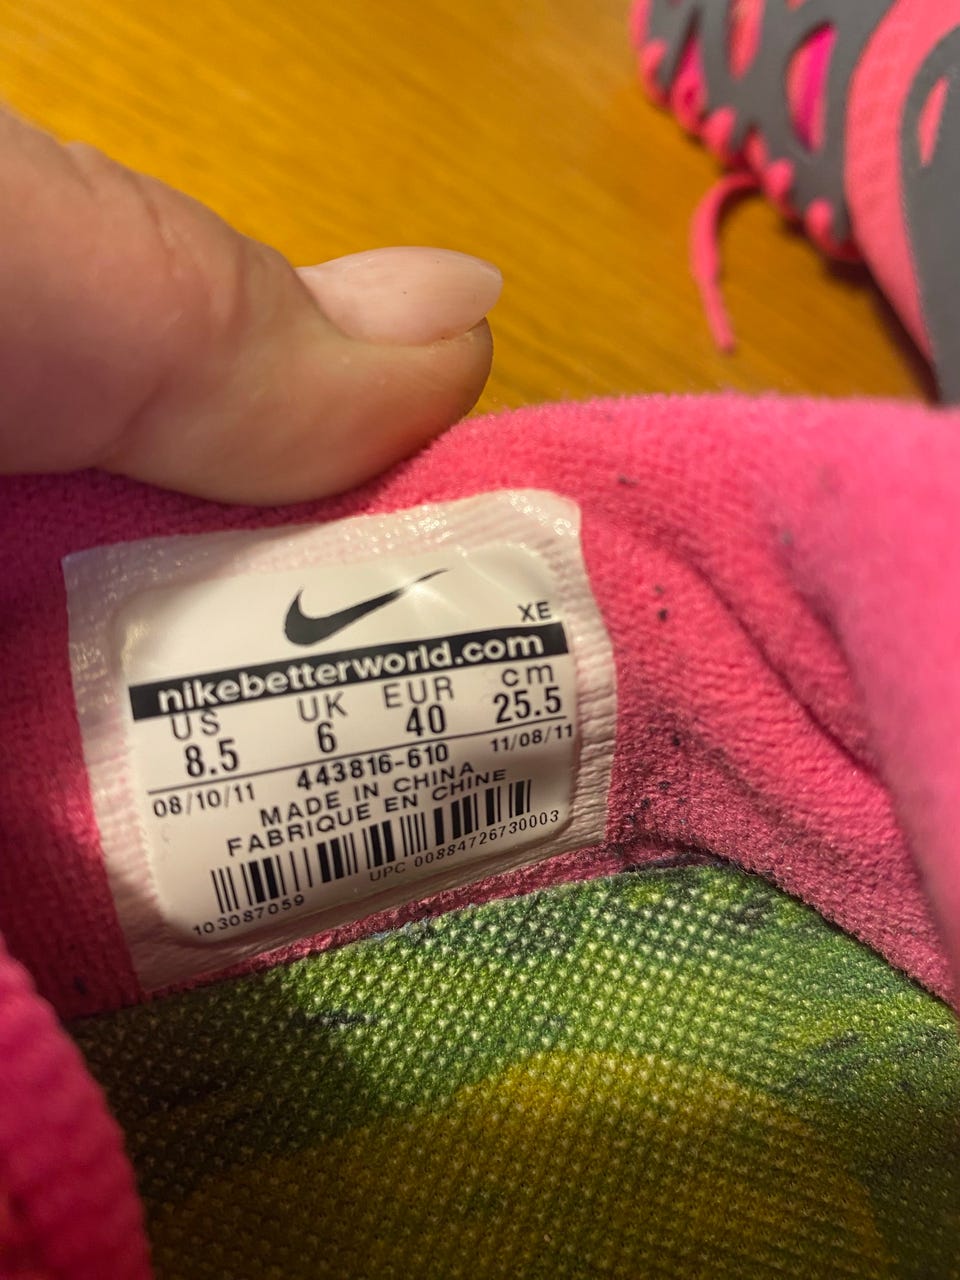 XE
nikebetterworld.com
US UK EUR cm
8.5 6 40 25.5
443816-610
08/10/11 11/08/11
MADE IN CHINA
FABRIQUE EN CHINE
103087059 UPC 00884726730003